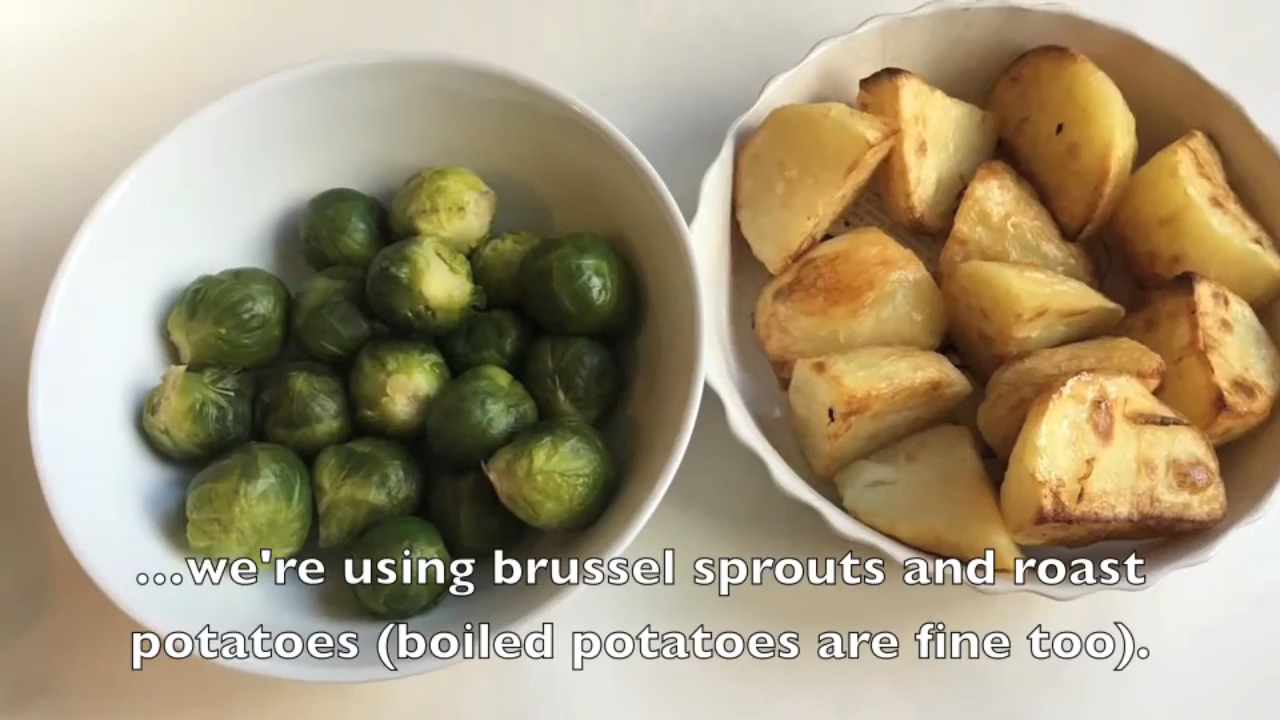 ...we're using brussel sprouts and roast
potatoes (boiled potatoes are fine too).